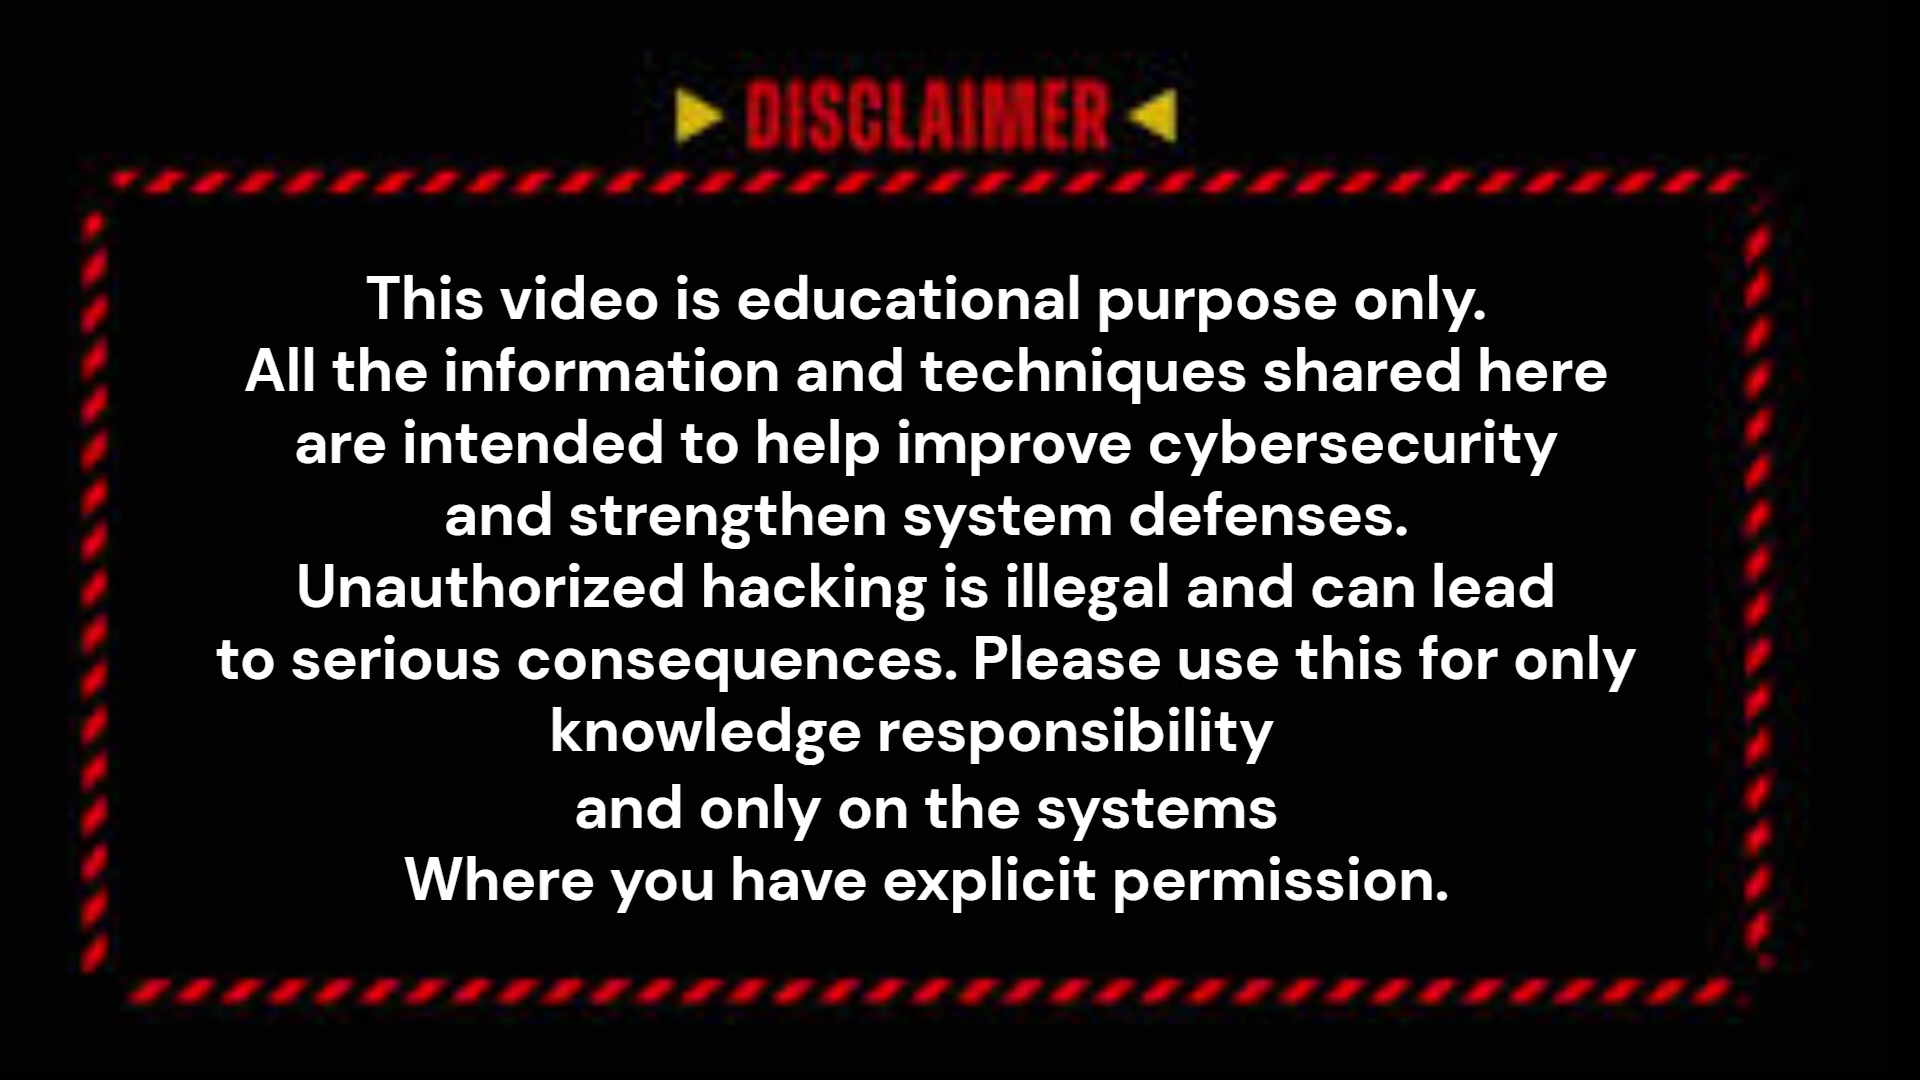 DISCLAIMER
This video is educational purpose only.
All the information and techniques shared here
are intended to help improve cybersecurity
and strengthen system defenses.
Unauthorized hacking is illegal and can lead
to serious consequences. Please use this for only
knowledge responsibility
and only on the systems
Where you have explicit permission.